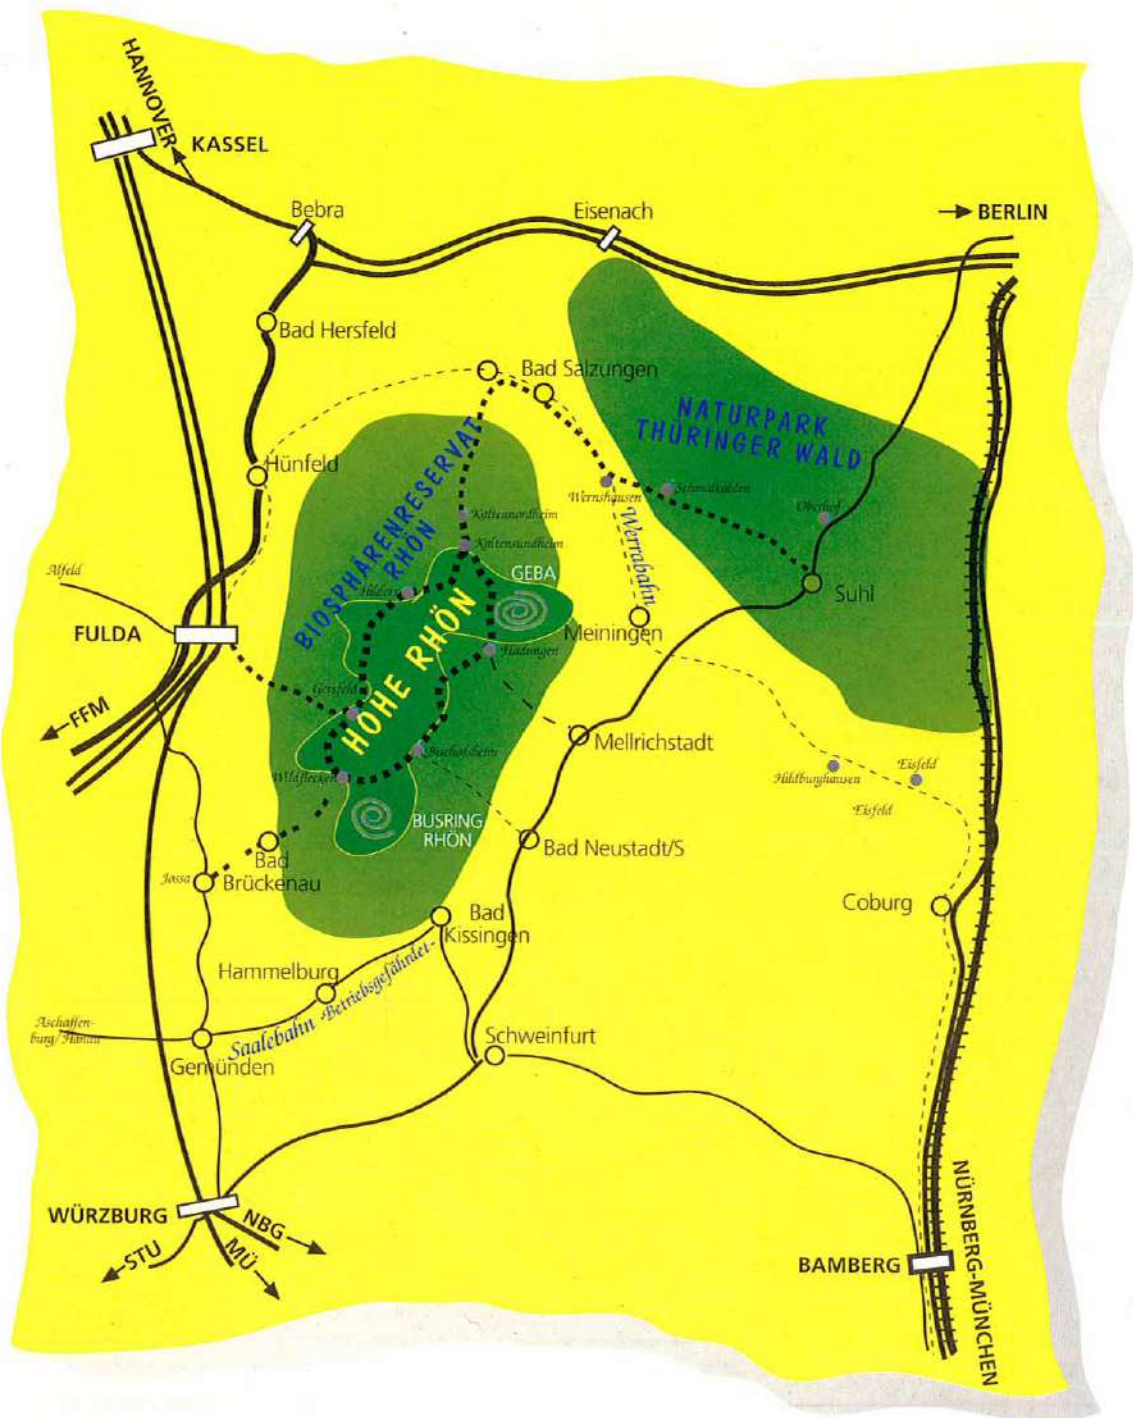 HANNOVER
KASSEL
Bebra
Eisenach
BERLIN
Bad Hersfeld
Bad Salzungen
NATURPARK
THÜRINGER WALD
Hünfeld
BIOSPHÄRENRESERVAT
RHÖN
Wernshausen
Schmalkalden
Oberhof
Kaltennordheim
Kaltensundheim
Werrabahn
Alfeld
Hilders
GEBA
Suhl
FULDA
HOHE RHÖN
Meiningen
Fladungen
Gersfeld
FFM
Mellrichstadt
Bischofsheim
Wildflecken
Hildburghausen
Eisfeld
Eisfeld
BUSRING
RHÖN
Bad Neustadt/S
Bad
Brückenau
Jossa
Coburg
Bad
Kissingen
Hammelburg
Saalebahn -Betriebsgefährdet-
Aschaffen-
burg/Hanau
Gemünden
Schweinfurt
WÜRZBURG
NBG
STU
MÜ
BAMBERG
NÜRNBERG-MÜNCHEN